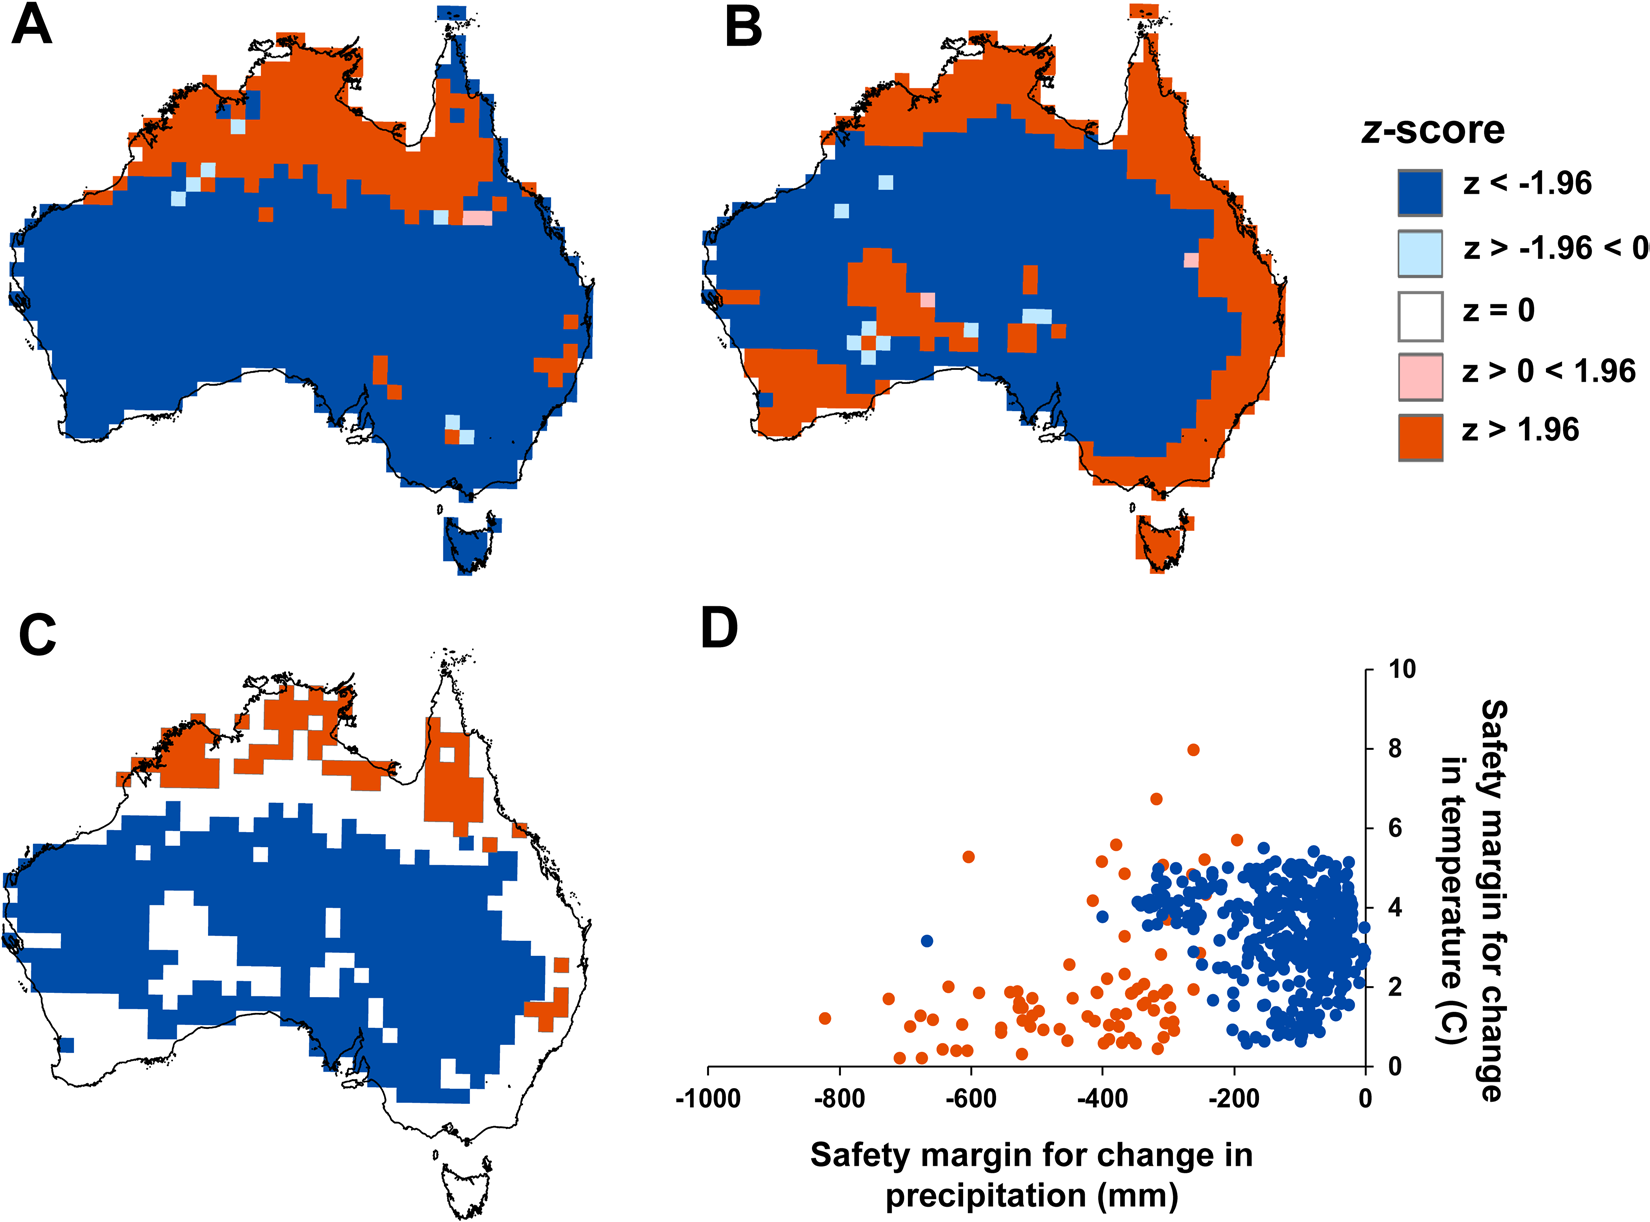 A
B
z-score
z < -1.96
z > -1.96 < 0
z = 0
z > 0 < 1.96
z > 1.96
C
D
10
8
6
4
2
0
Safety margin for change
in temperature (C)
-1000
-800
-600
-400
-200
0
Safety margin for change in
precipitation (mm)